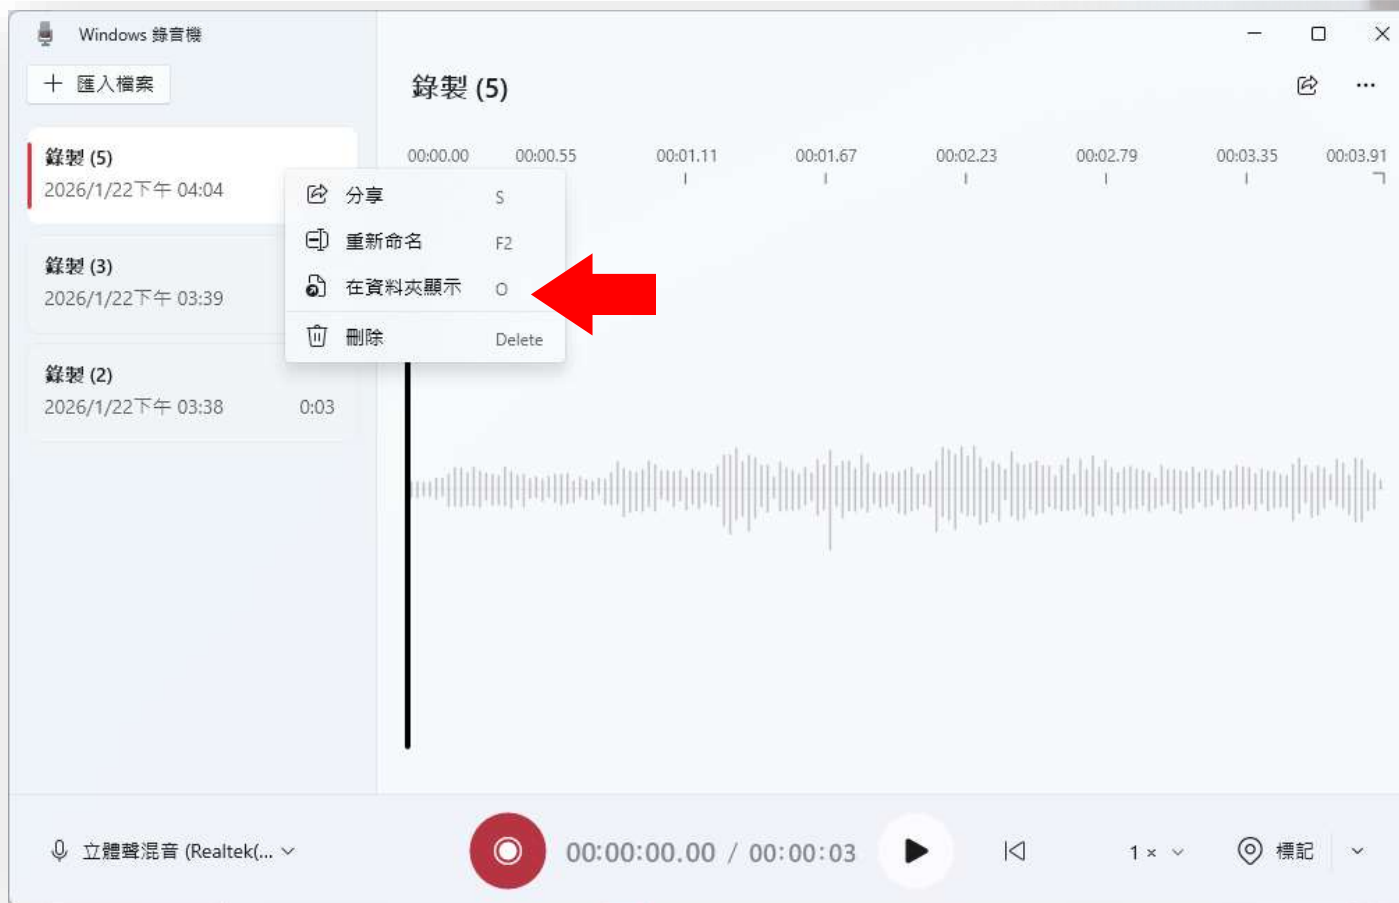 Windows 錄音機
匯入檔案
錄製 (5)
2026/1/22下午 04:04
錄製 (3)
2026/1/22下午 03:39
錄製 (2)
2026/1/22下午 03:38 0:03
分享 S
重新命名 F2
在資料夾顯示 O
刪除 Delete
錄製 (5)
00:00.00 00:00.55 00:01.11 00:01.67 00:02.23 00:02.79 00:03.35 00:03.91
立體聲混音 (Realtek(...
00:00:00.00 / 00:00:03
1 ×
標記